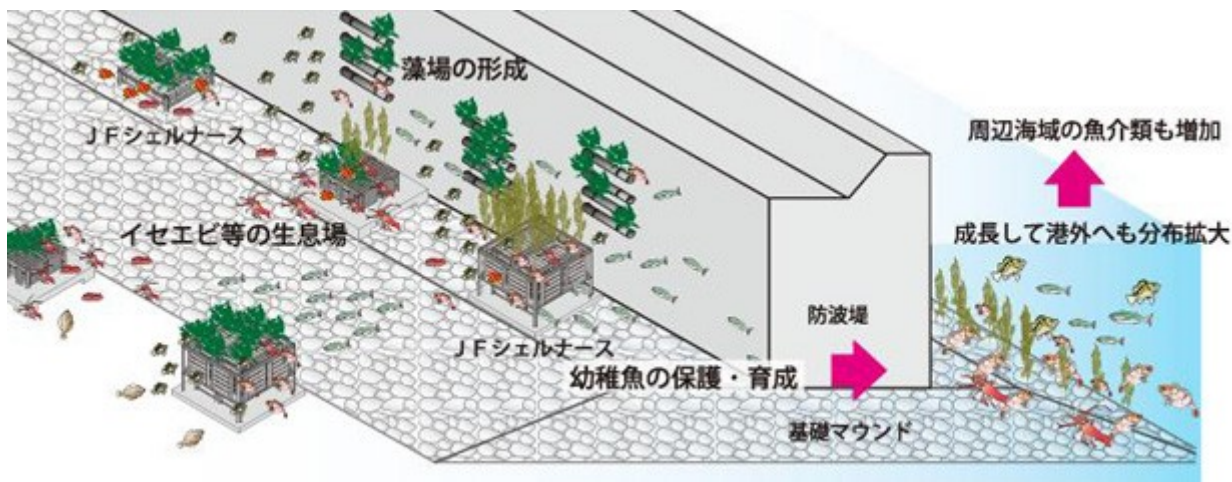 藻場の形成
JFシェルナース
周辺海域の魚介類も増加
イセエビ等の生息場
成長して港外へも分布拡大
防波堤
JFシェルナース
幼稚魚の保護・育成
基礎マウンド